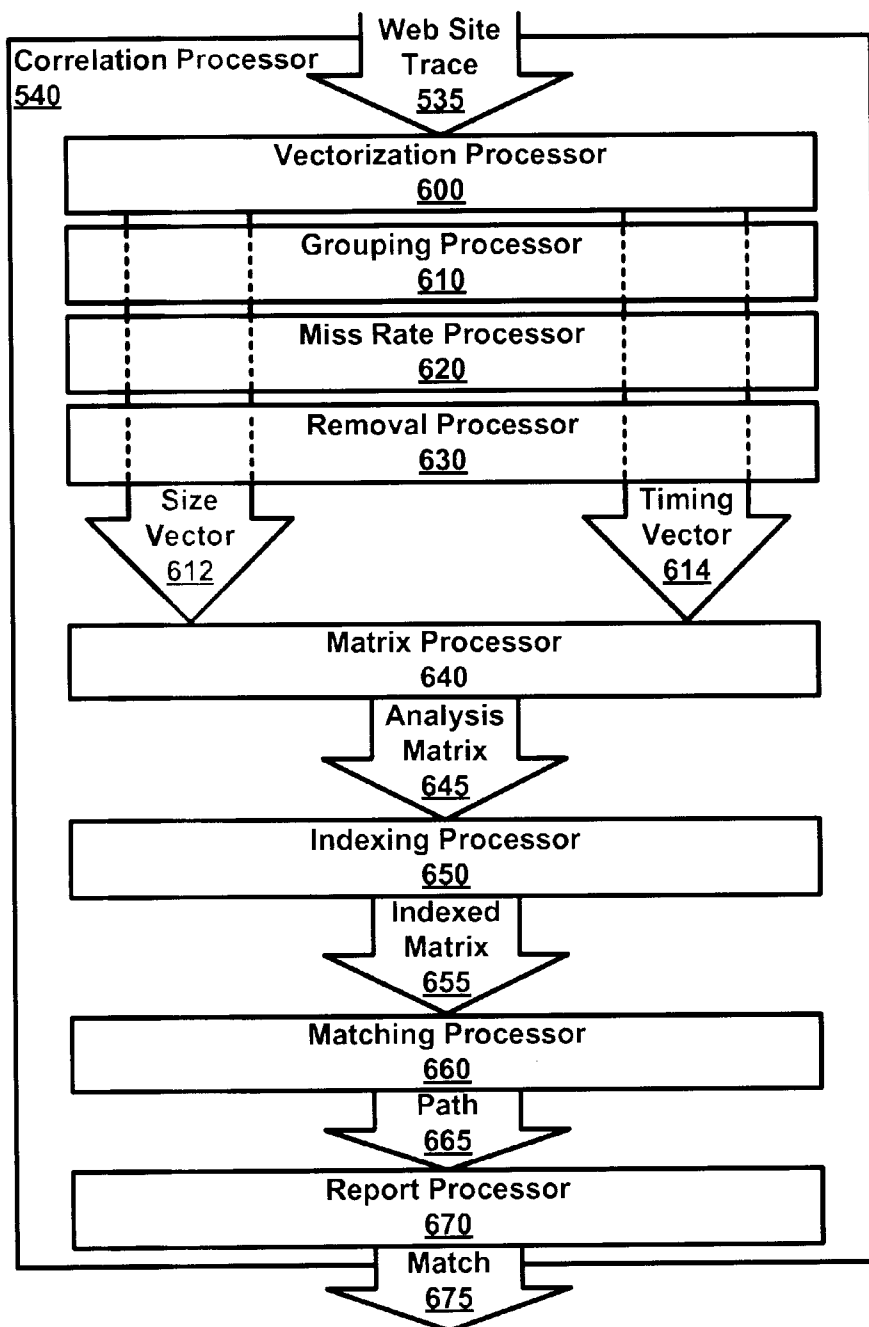 Web Site
Trace
535
Correlation Processor
540
Vectorization Processor
600
Grouping Processor
610
Miss Rate Processor
620
Removal Processor
630
Size
Vector
612
Timing
Vector
614
Matrix Processor
640
Analysis
Matrix
645
Indexing Processor
650
Indexed
Matrix
655
Matching Processor
660
Path
665
Report Processor
670
Match
675